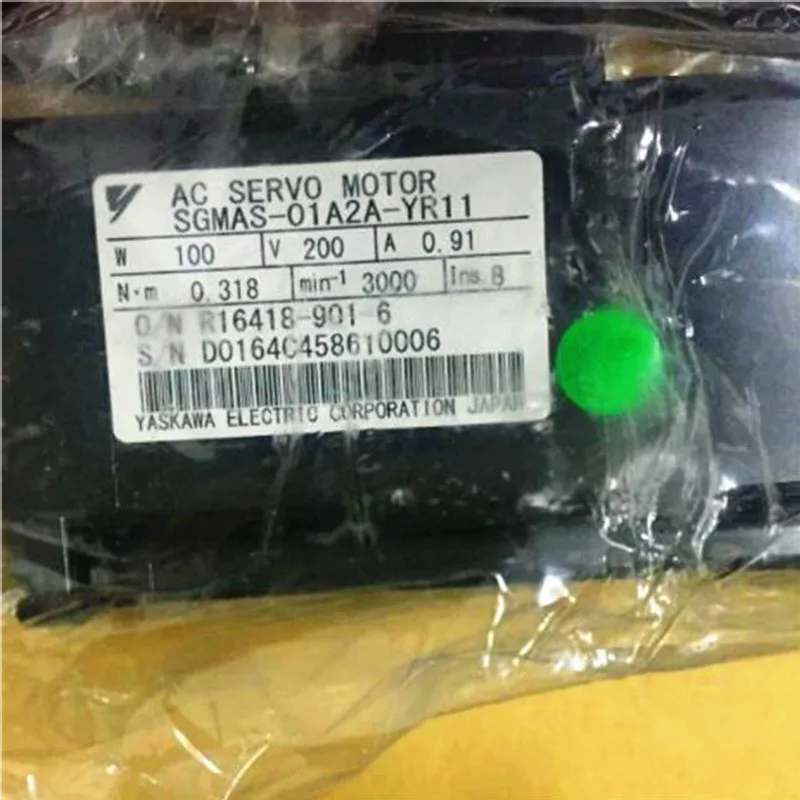 AC SERVO MOTOR
SGMAS-01A2A-YR11
W 100 V 200 A 0.91
N·m 0.318 min-1 3000 Ins. B
O/N R16418-901-6
S/N D0164C458610006
YASKAWA ELECTRIC CORPORATION JAPAN